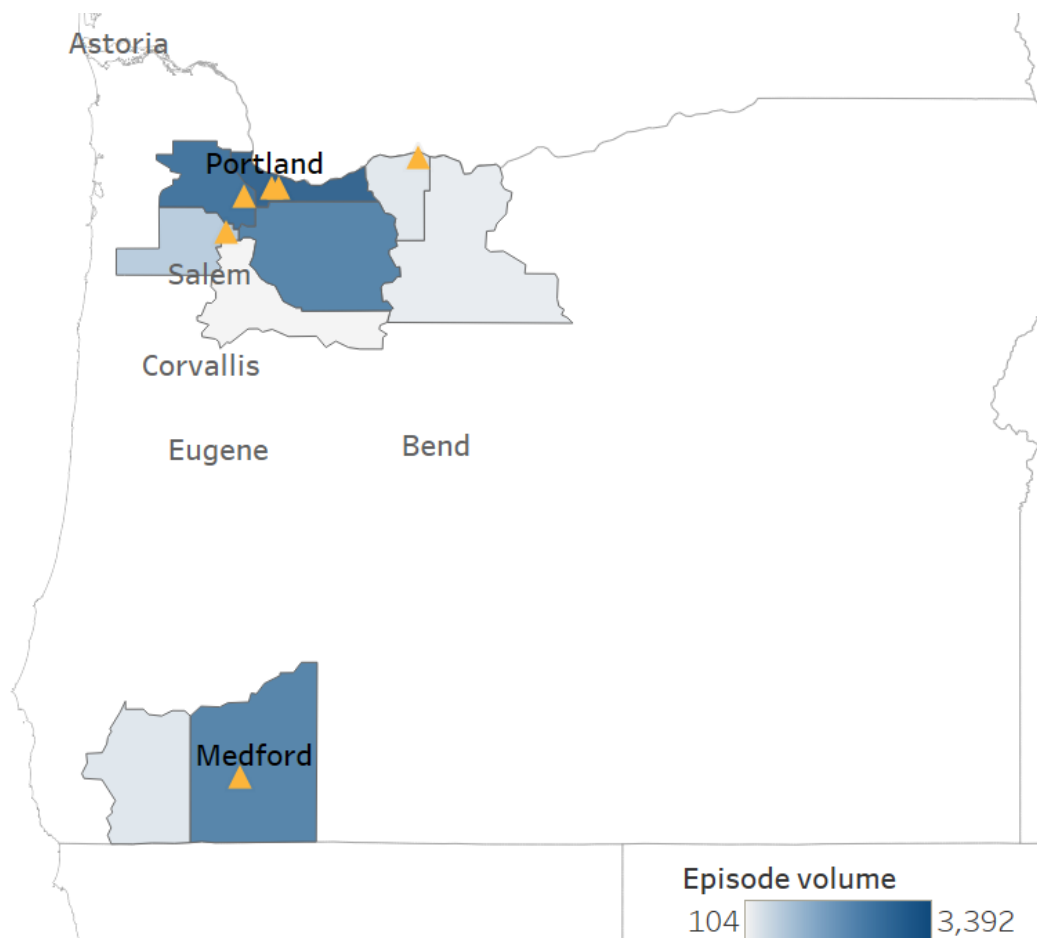 Astoria
Portland
Salem
Corvallis
Eugene
Bend
Medford
Episode volume
104
3,392